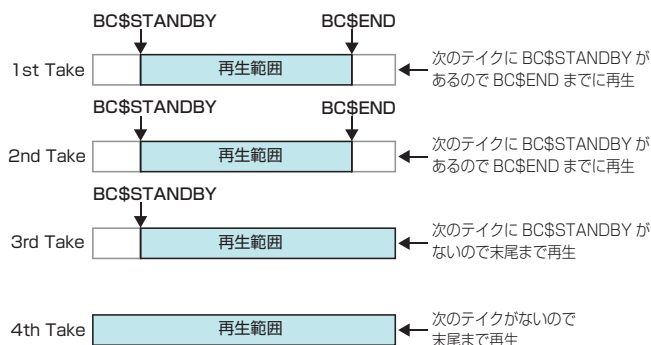 BC$STANDBY BC$END
1st Take 再生範囲 次のテイクに BC$STANDBY が
あるので BC$END までに再生
BC$STANDBY BC$END
2nd Take 再生範囲 次のテイクに BC$STANDBY が
あるので BC$END までに再生
BC$STANDBY
3rd Take 再生範囲 次のテイクに BC$STANDBY が
ないので末尾まで再生
4th Take 再生範囲 次のテイクがないので
末尾まで再生